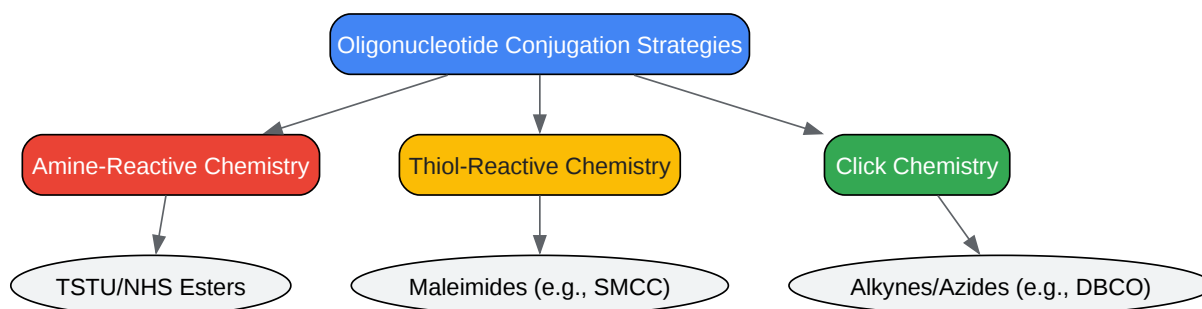 Oligonucleotide Conjugation Strategies
Amine-Reactive Chemistry
Thiol-Reactive Chemistry
Click Chemistry
TSTU/NHS Esters
Maleimides (e.g., SMCC)
Alkynes/Azides (e.g., DBCO)